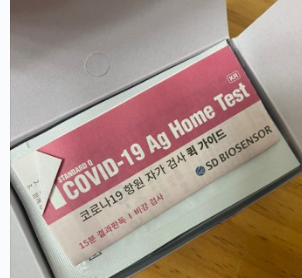 KR
STANDARD Q
COVID-19 Ag Home Test
코로나19 항원 자가 검사 퀵 가이드
15분 결과판독 I 비강 검사
SD BIOSENSOR